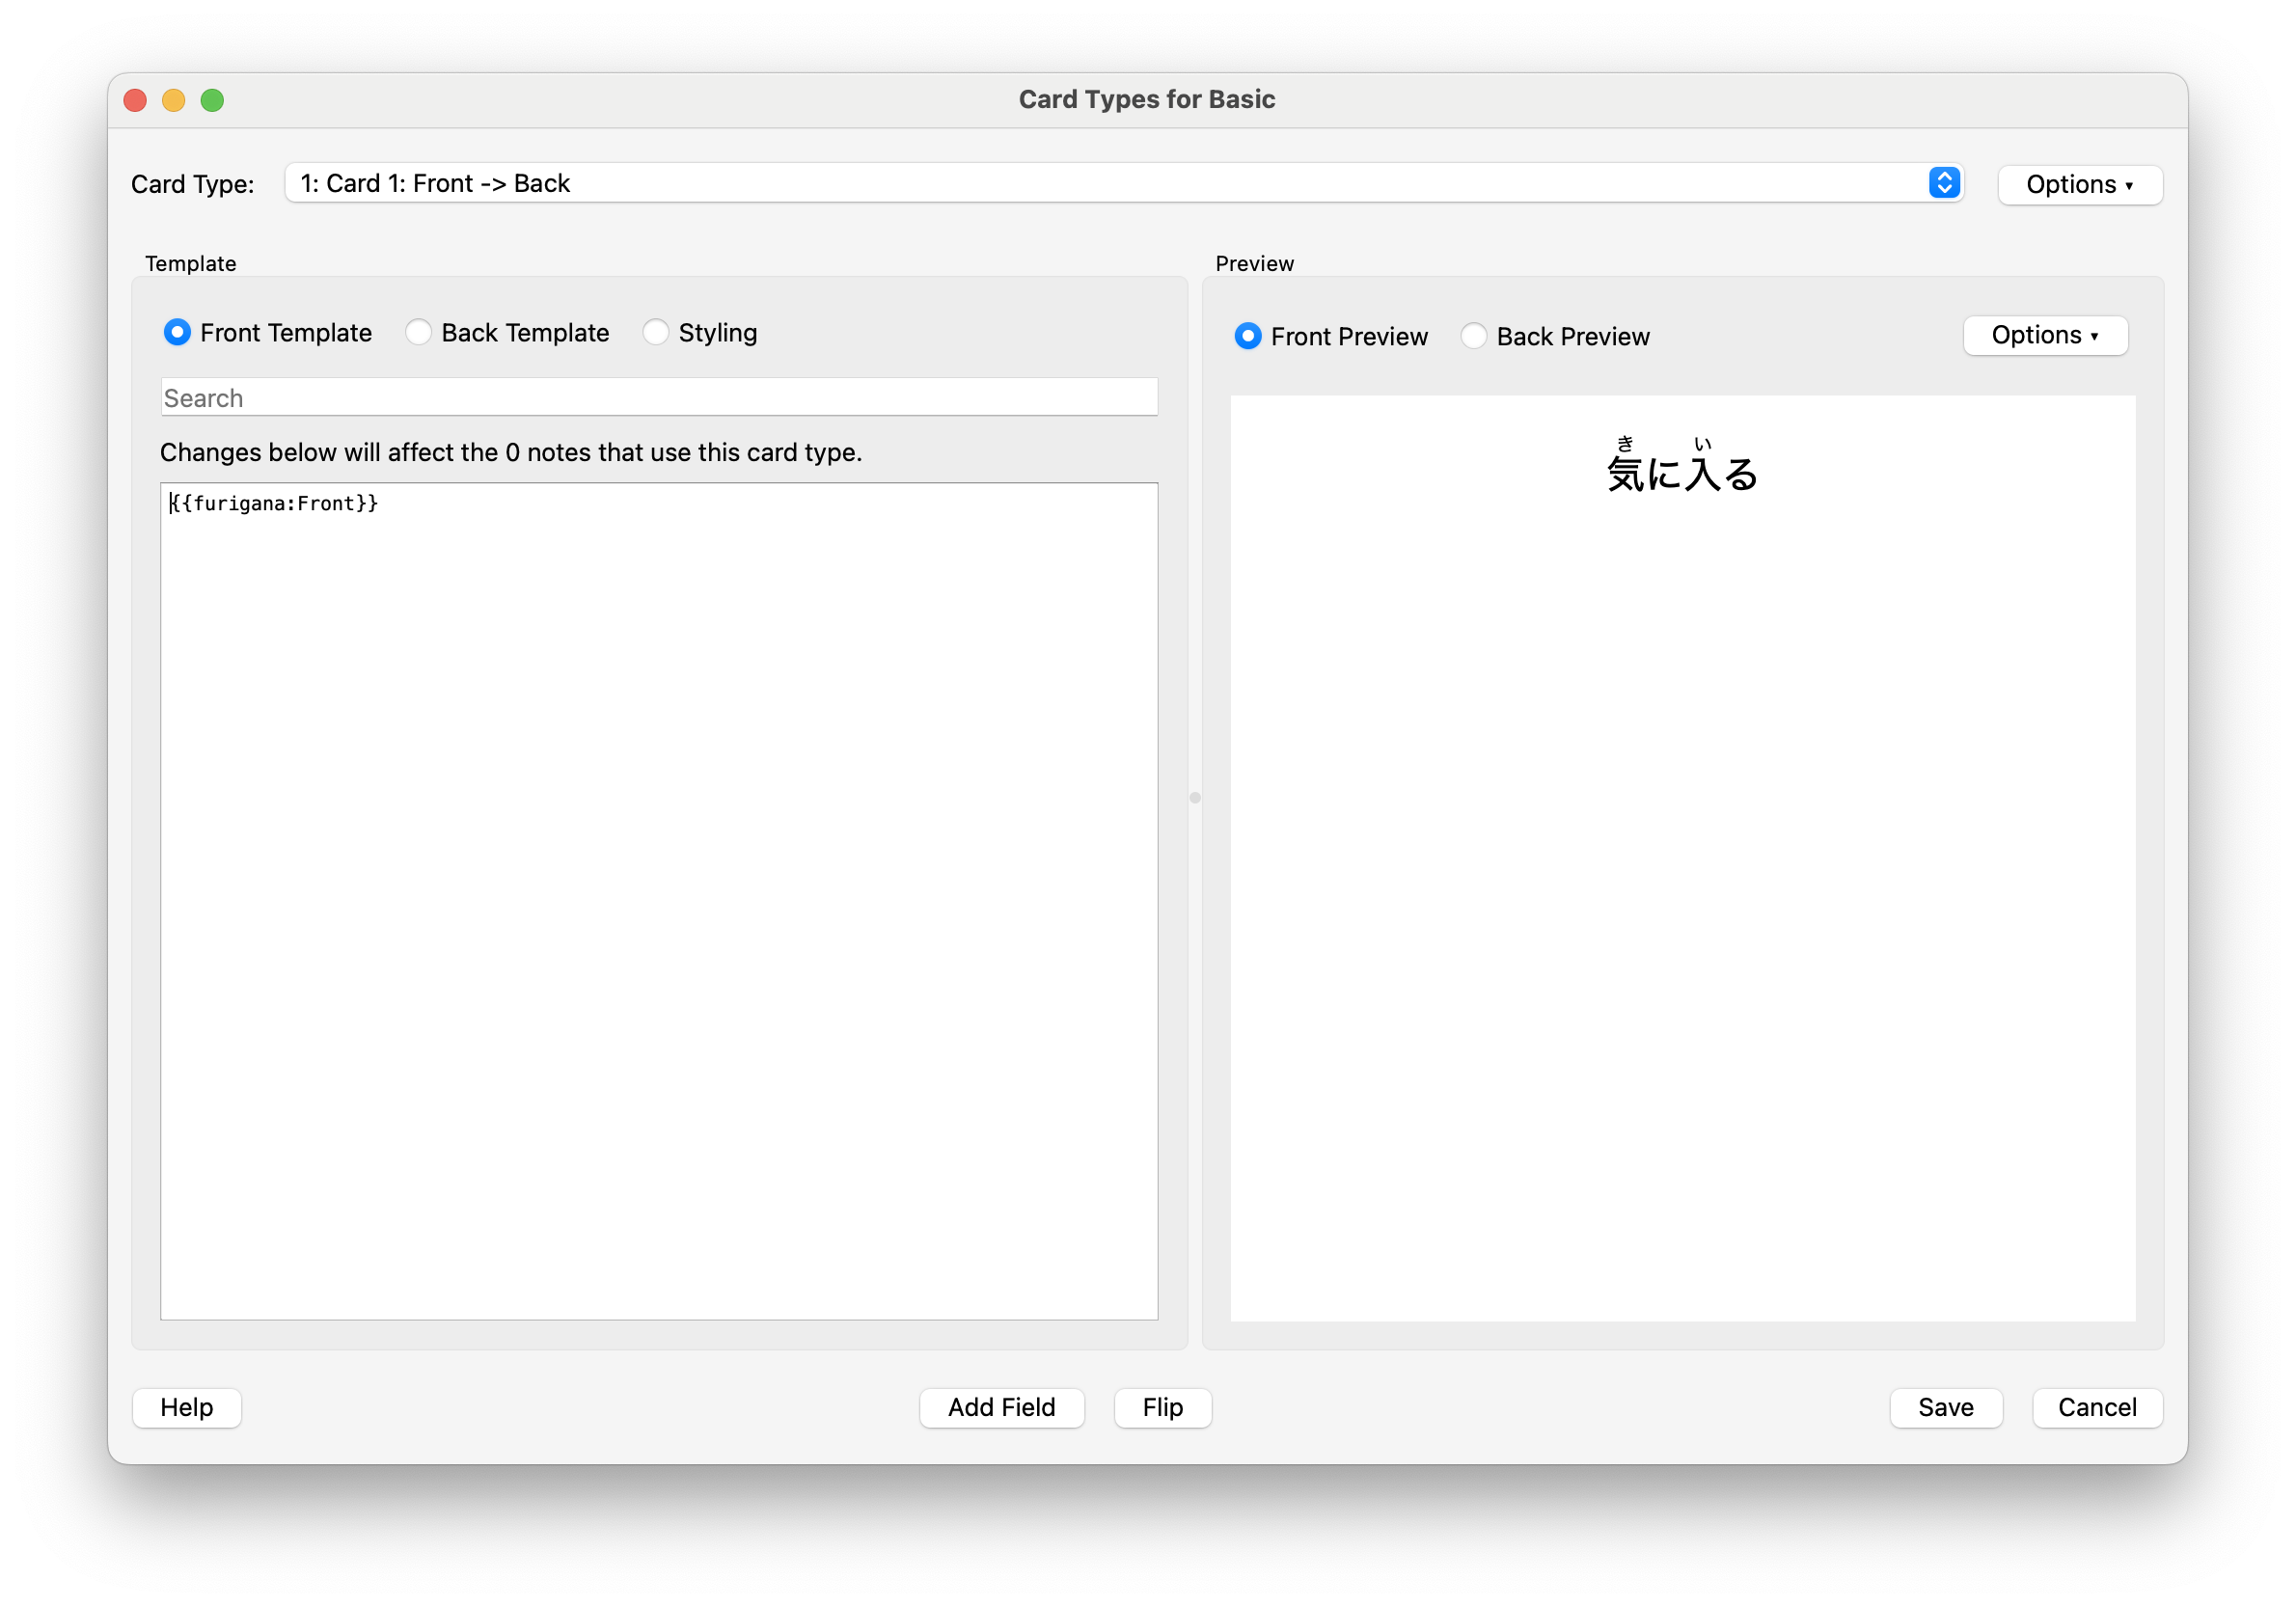 Card Types for Basic
Card Type: 1: Card 1: Front -> Back Options ▾
Template
Front Template Back Template Styling
Search
Changes below will affect the 0 notes that use this card type.
{{furigana:Front}}
Preview
Front Preview Back Preview Options ▾
き い
気に入る
Help Add Field Flip Save Cancel